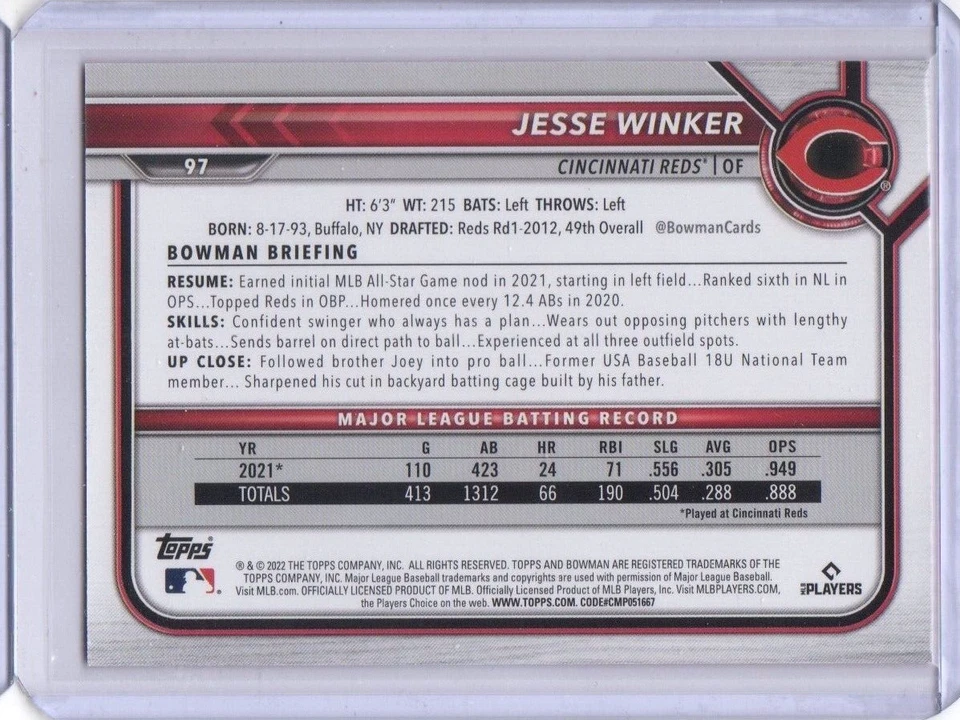 JESSE WINKER
97
CINCINNATI REDS® | OF
®
HT: 6'3" WT: 215 BATS: Left THROWS: Left
BORN: 8-17-93, Buffalo, NY DRAFTED: Reds Rd1-2012, 49th Overall @BowmanCards
BOWMAN BRIEFING
RESUME: Earned initial MLB All-Star Game nod in 2021, starting in left field...Ranked sixth in NL in
OPS...Topped Reds in OBP...Homered once every 12.4 ABs in 2020.
SKILLS: Confident swinger who always has a plan...Wears out opposing pitchers with lengthy
at-bats...Sends barrel on direct path to ball...Experienced at all three outfield spots.
UP CLOSE: Followed brother Joey into pro ball...Former USA Baseball 18U National Team
member... Sharpened his cut in backyard batting cage built by his father.
MAJOR LEAGUE BATTING RECORD
YR G AB HR RBI SLG AVG OPS
2021* 110 423 24 71 .556 .305 .949
TOTALS 413 1312 66 190 .504 .288 .888
*Played at Cincinnati Reds
Topps
® & © 2022 THE TOPPS COMPANY, INC. ALL RIGHTS RESERVED. TOPPS AND BOWMAN ARE REGISTERED TRADEMARKS OF THE
TOPPS COMPANY, INC. Major League Baseball trademarks and copyrights are used with permission of Major League Baseball.
Visit MLB.com. OFFICIALLY LICENSED PRODUCT OF MLB. Officially Licensed Product of MLB Players, Inc. Visit MLBPLAYERS.COM,
the Players Choice on the web. WWW.TOPPS.COM. CODE#CMP051667
MLB PLAYERS